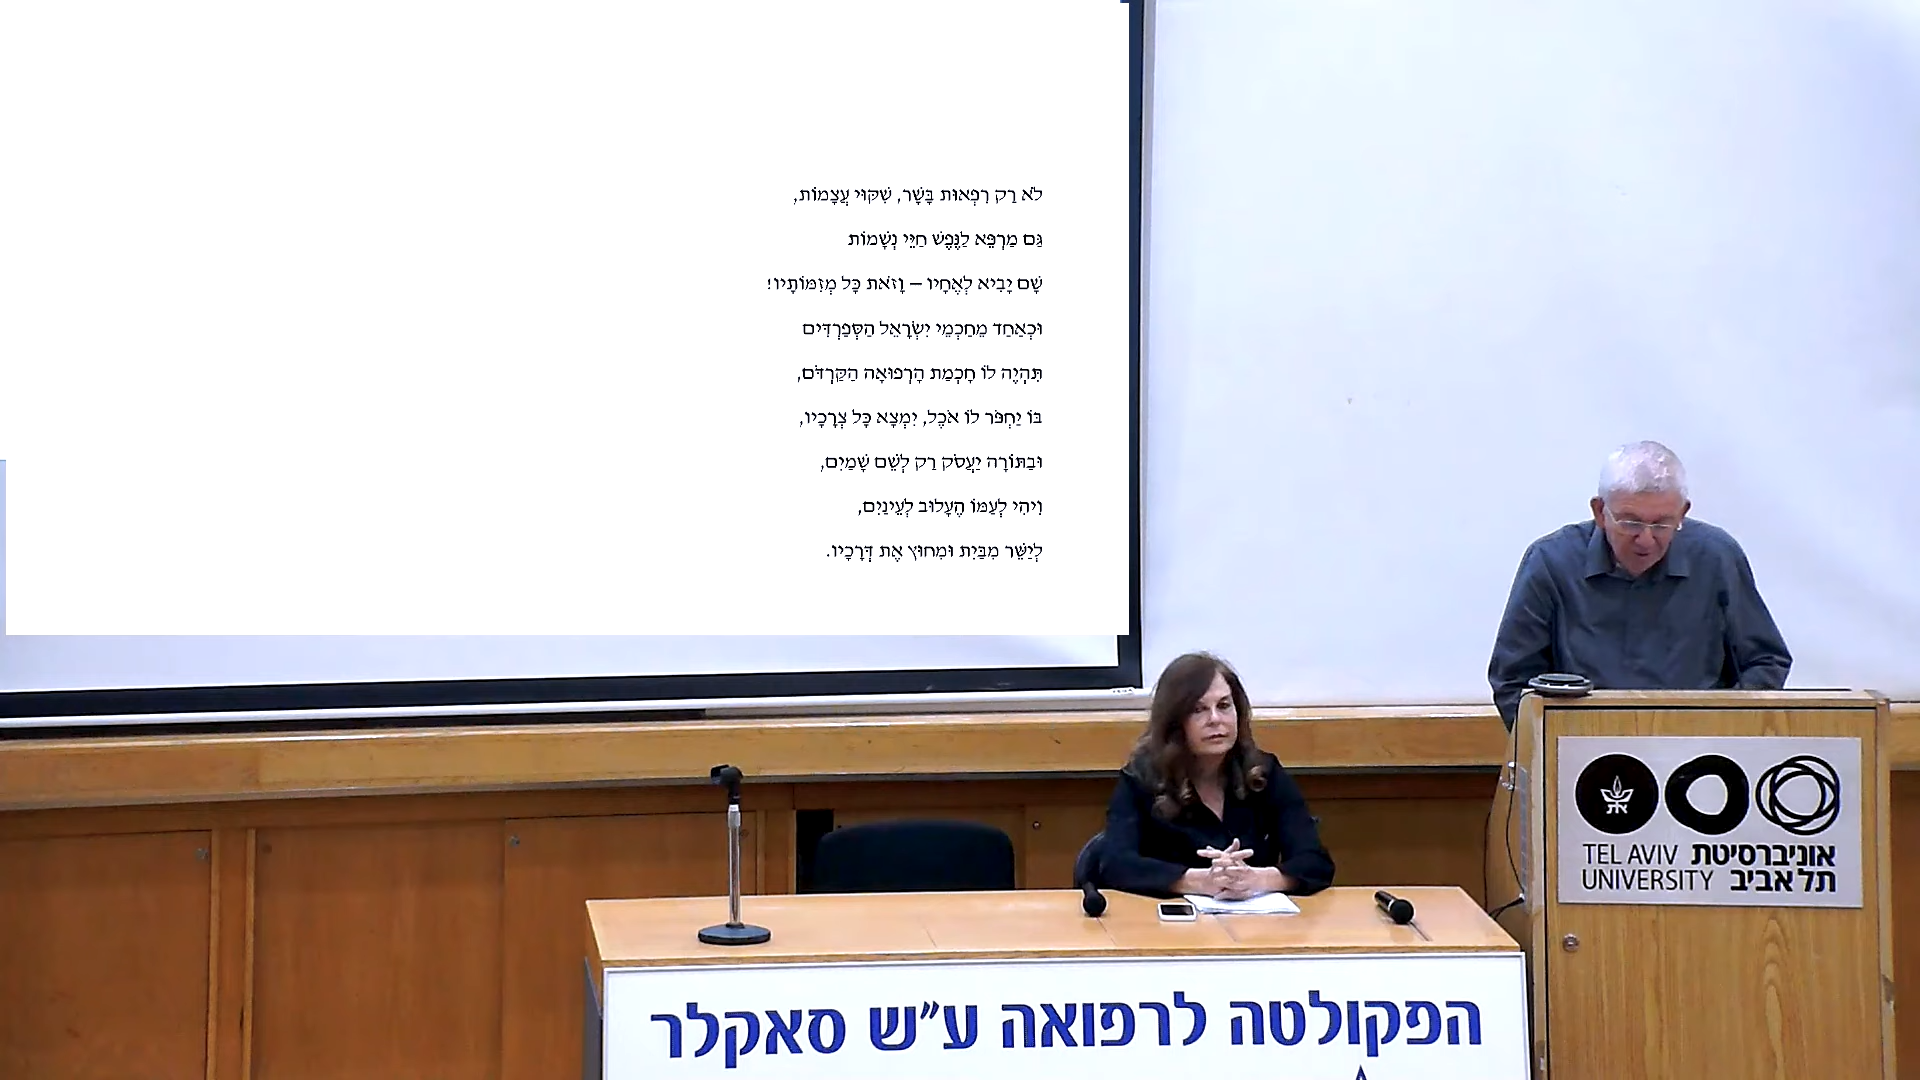 לֹא רַק רִפְאוּת בָּשָׂר, שִׁקּוּי עֲצָמוֹת,
גַּם מַרְפֵּא לַנֶּפֶשׁ חַיֵּי נְשָׁמוֹת
שָׁם יָבִיא לְאֶחָיו – וְזֹאת כָּל מְזִמּוֹתָיו!
וּכְאַחַד מֵחַכְמֵי יִשְׂרָאֵל הַסְּפַרְדִּים
תִּהְיֶה לוֹ חָכְמַת הָרְפוּאָה הַקַּרְדֹּם,
בּוֹ יַחְפֹּר לוֹ אֹכֶל, יִמְצָא כָּל צְרָכָיו,
וּבַתּוֹרָה יַעֲסֹק רַק לְשֵׁם שָׁמַיִם,
וִיהִי לְעַמּוֹ הֶעָלוּב לְעֵינַיִם,
לְיַשֵּׁר מִבַּיִת וּמִחוּץ אֶת דְּרָכָיו.
את
TEL AVIV אוניברסיטת
UNIVERSITY תל אביב
הפקולטה לרפואה ע״ש סאקלר